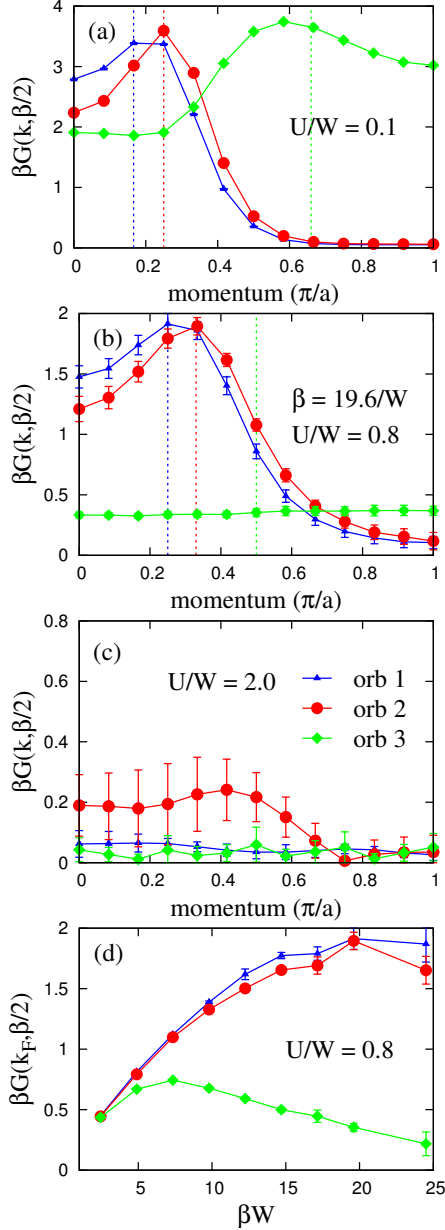 (a)
βG(k,β/2)
4
3
2
1
0
U/W = 0.1
0 0.2 0.4 0.6 0.8 1
momentum (π/a)
(b)
βG(k,β/2)
2
1.5
1
0.5
0
β = 19.6/W
U/W = 0.8
0 0.2 0.4 0.6 0.8 1
momentum (π/a)
(c)
βG(k,β/2)
0.8
0.6
0.4
0.2
0
U/W = 2.0
orb 1
orb 2
orb 3
0 0.2 0.4 0.6 0.8 1
momentum (π/a)
(d)
βG(k_F,β/2)
2
1.5
1
0.5
0
U/W = 0.8
5 10 15 20 25
βW